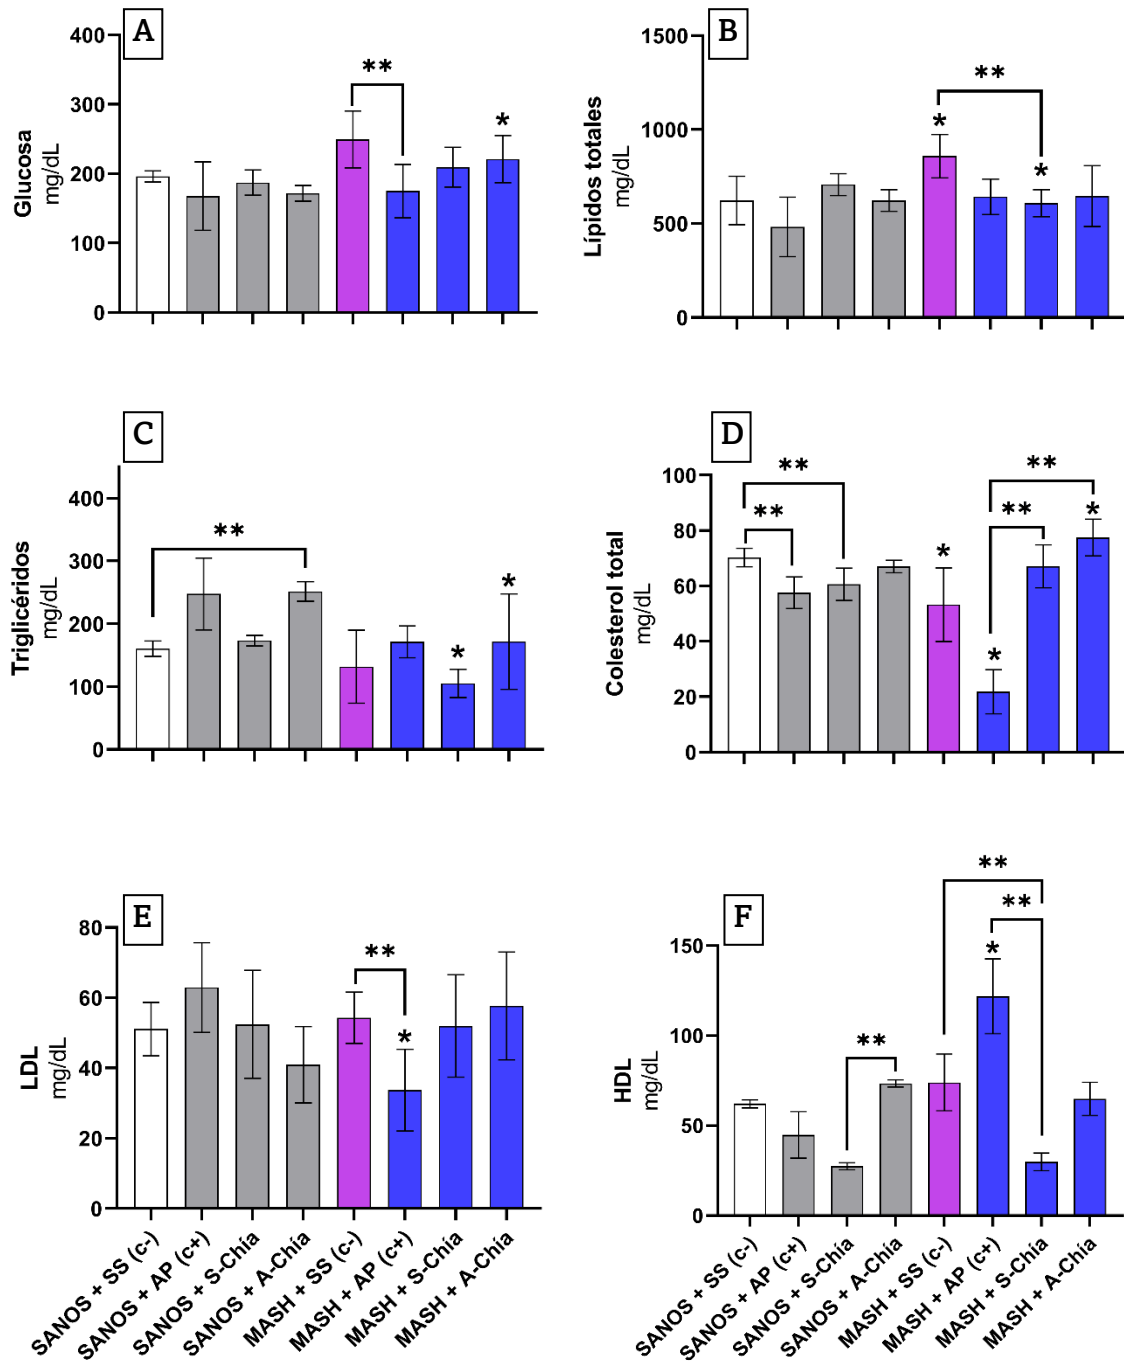 A
Glucosa
mg/dL
400
300
200
100
0
**
*
B
Lípidos totales
mg/dL
1500
1000
500
0
**
*
*
C
Triglicéridos
mg/dL
400
300
200
100
0
**
*
*
D
Colesterol total
mg/dL
100
80
60
40
20
0
**
**
*
*
**
**
*
E
LDL
mg/dL
80
60
40
20
0
**
*
SANOS + SS (c-)
SANOS + AP (c+)
SANOS + S-Chía
SANOS + A-Chía
MASH + SS (c-)
MASH + AP (c+)
MASH + S-Chía
MASH + A-Chía
F
HDL
mg/dL
150
100
50
0
**
**
*
**
SANOS + SS (c-)
SANOS + AP (c+)
SANOS + S-Chía
SANOS + A-Chía
MASH + SS (c-)
MASH + AP (c+)
MASH + S-Chía
MASH + A-Chía